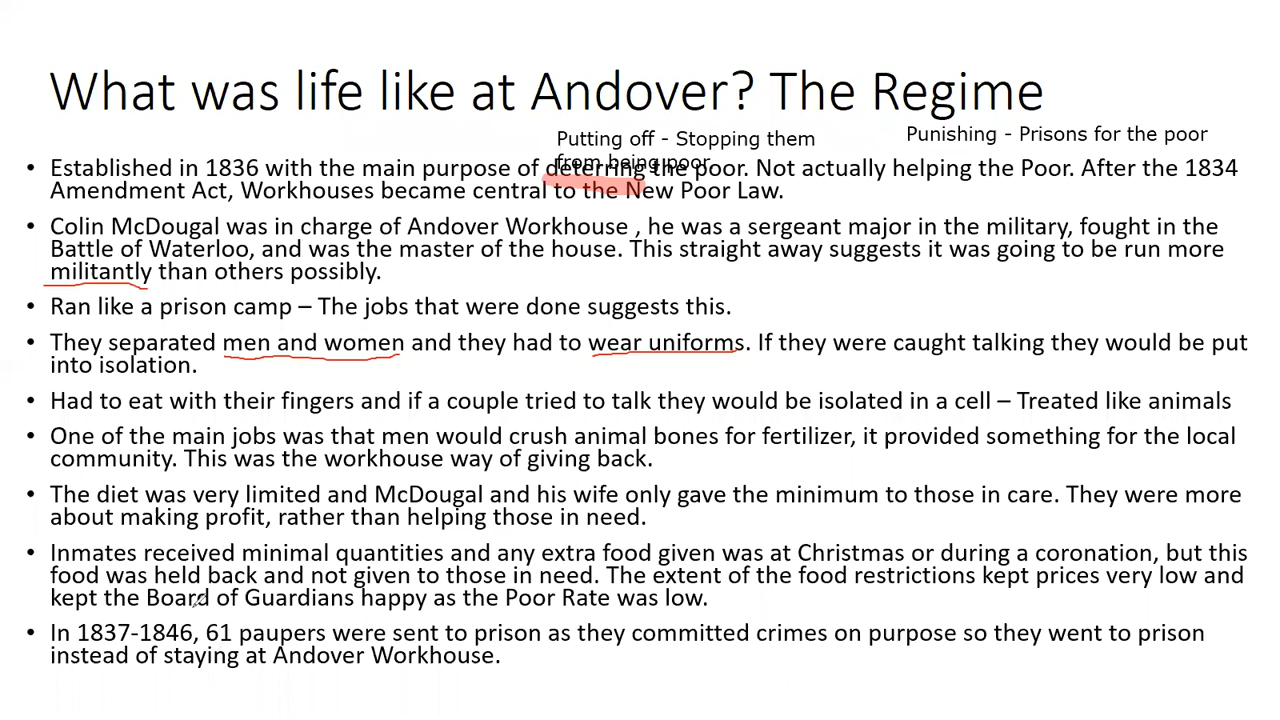 What was life like at Andover? The Regime
Putting off - Stopping them
from being poor
Punishing - Prisons for the poor
• Established in 1836 with the main purpose of deterring the poor. Not actually helping the Poor. After the 1834
Amendment Act, Workhouses became central to the New Poor Law.
• Colin McDougal was in charge of Andover Workhouse , he was a sergeant major in the military, fought in the
Battle of Waterloo, and was the master of the house. This straight away suggests it was going to be run more
militantly than others possibly.
• Ran like a prison camp – The jobs that were done suggests this.
• They separated men and women and they had to wear uniforms. If they were caught talking they would be put
into isolation.
• Had to eat with their fingers and if a couple tried to talk they would be isolated in a cell – Treated like animals
• One of the main jobs was that men would crush animal bones for fertilizer, it provided something for the local
community. This was the workhouse way of giving back.
• The diet was very limited and McDougal and his wife only gave the minimum to those in care. They were more
about making profit, rather than helping those in need.
• Inmates received minimal quantities and any extra food given was at Christmas or during a coronation, but this
food was held back and not given to those in need. The extent of the food restrictions kept prices very low and
kept the Board of Guardians happy as the Poor Rate was low.
• In 1837-1846, 61 paupers were sent to prison as they committed crimes on purpose so they went to prison
instead of staying at Andover Workhouse.